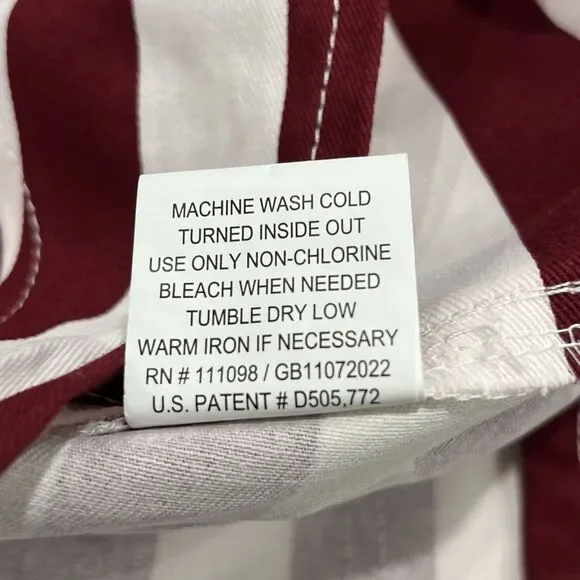 MACHINE WASH COLD
TURNED INSIDE OUT
USE ONLY NON-CHLORINE
BLEACH WHEN NEEDED
TUMBLE DRY LOW
WARM IRON IF NECESSARY
RN # 111098 / GB11072022
U.S. PATENT # D505,772